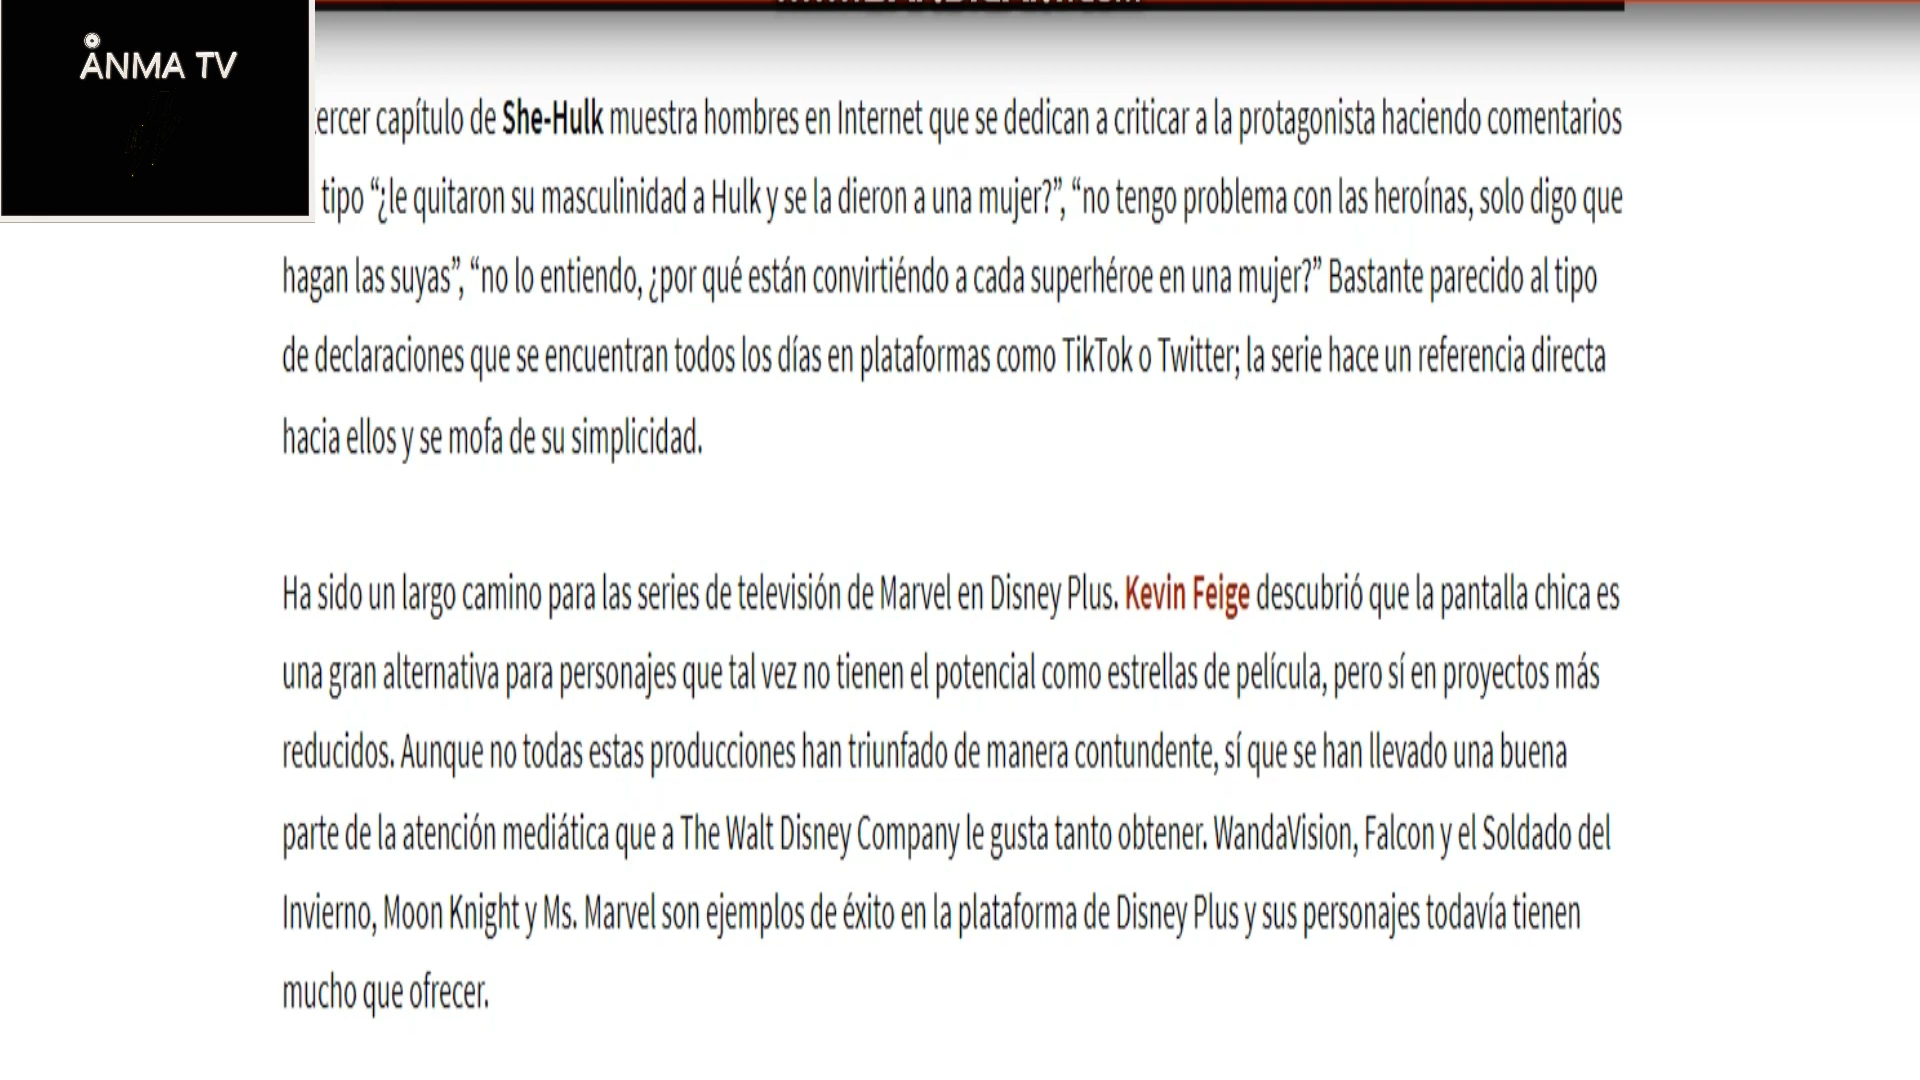 ANMA TV
tercer capítulo de She-Hulk muestra hombres en Internet que se dedican a criticar a la protagonista haciendo comentarios
tipo “¿le quitaron su masculinidad a Hulk y se la dieron a una mujer?”, “no tengo problema con las heroínas, solo digo que
hagan las suyas”, “no lo entiendo, ¿por qué están convirtiéndo a cada superhéroe en una mujer?” Bastante parecido al tipo
de declaraciones que se encuentran todos los días en plataformas como TikTok o Twitter; la serie hace un referencia directa
hacia ellos y se mofa de su simplicidad.
Ha sido un largo camino para las series de televisión de Marvel en Disney Plus. Kevin Feige descubrió que la pantalla chica es
una gran alternativa para personajes que tal vez no tienen el potencial como estrellas de película, pero sí en proyectos más
reducidos. Aunque no todas estas producciones han triunfado de manera contundente, sí que se han llevado una buena
parte de la atención mediática que a The Walt Disney Company le gusta tanto obtener. WandaVision, Falcon y el Soldado del
Invierno, Moon Knight y Ms. Marvel son ejemplos de éxito en la plataforma de Disney Plus y sus personajes todavía tienen
mucho que ofrecer.